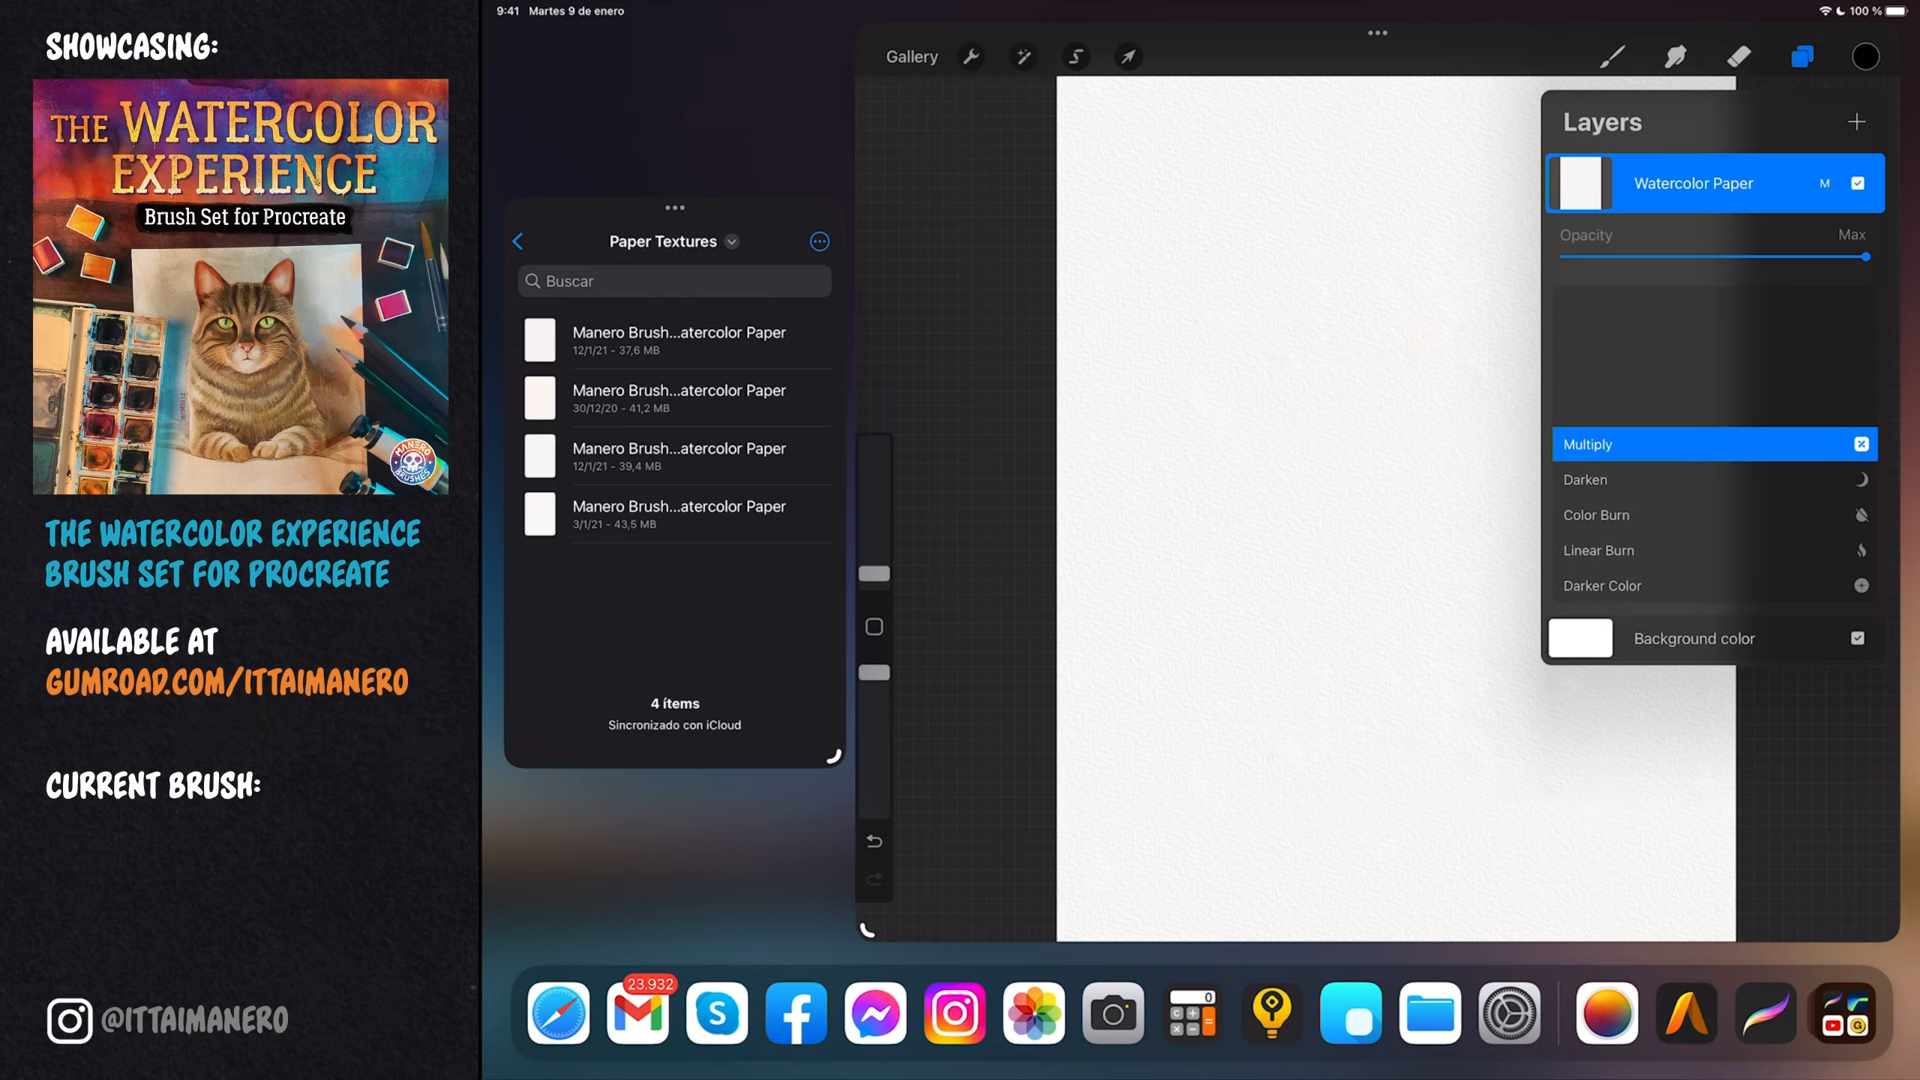 SHOWCASING:
THE WATERCOLOR
EXPERIENCE
Brush Set for Procreate
MANERO
BRUSHES
THE WATERCOLOR EXPERIENCE
BRUSH SET FOR PROCREATE
AVAILABLE AT
GUMROAD.COM/ITTAIMANERO
CURRENT BRUSH:
@ITTAIMANERO
9:41 Martes 9 de enero
100 %
Paper Textures
Buscar
Manero Brush...atercolor Paper
12/1/21 - 37,6 MB
Manero Brush...atercolor Paper
30/12/20 - 41,2 MB
Manero Brush...atercolor Paper
12/1/21 - 39,4 MB
Manero Brush...atercolor Paper
3/1/21 - 43,5 MB
4 ítems
Sincronizado con iCloud
Gallery
Layers
Watercolor Paper M
Opacity Max
Multiply
Darken
Color Burn
Linear Burn
Darker Color
Background color
23.932
0